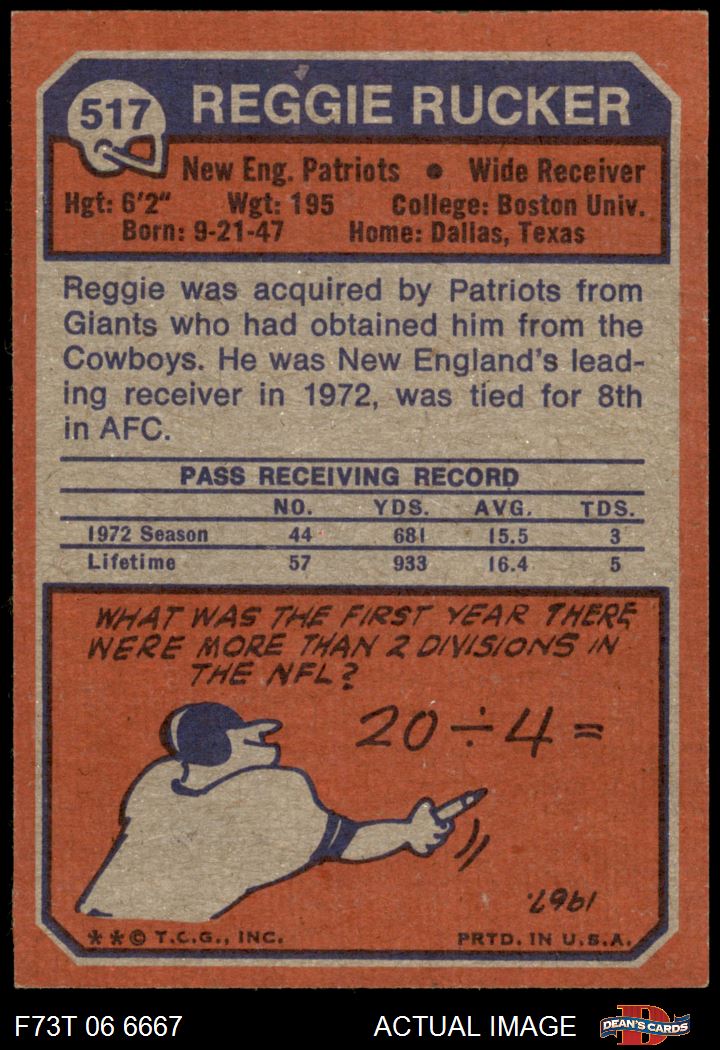 517
REGGIE RUCKER
New Eng. Patriots ● Wide Receiver
Hgt: 6'2" Wgt: 195 College: Boston Univ.
Born: 9-21-47 Home: Dallas, Texas
Reggie was acquired by Patriots from
Giants who had obtained him from the
Cowboys. He was New England's lead-
ing receiver in 1972, was tied for 8th
in AFC.
PASS RECEIVING RECORD
NO. YDS. AVG. TDS.
1972 Season 44 681 15.5 3
Lifetime 57 933 16.4 5
WHAT WAS THE FIRST YEAR THERE
WERE MORE THAN 2 DIVISIONS IN
THE NFL?
20 ÷ 4 =
1967.
** © T.C.G., INC. PRTD. IN U.S.A.
F73T 06 6667 ACTUAL IMAGE
D
DEAN'S CARDS